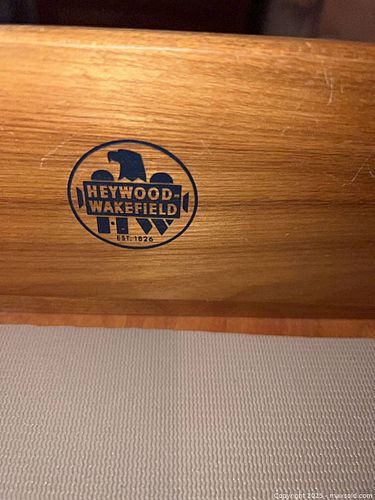 HEYWOOD-
WAKEFIELD
HW
EST. 1826
Copyright 2025 - maxsold.com